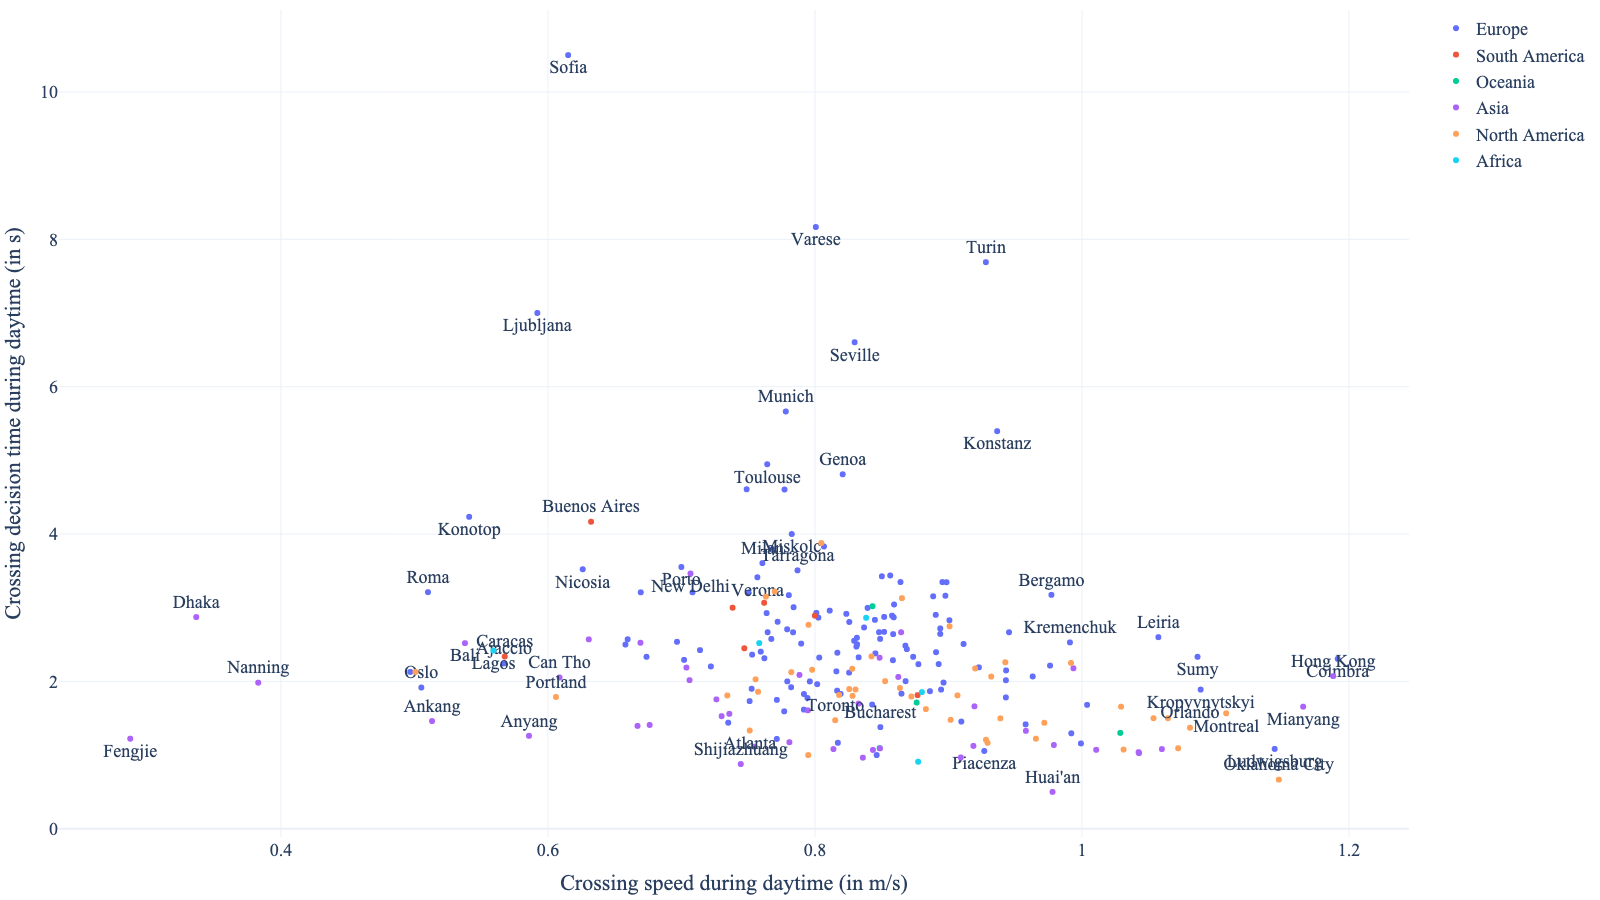 Europe
South America
Oceania
Asia
North America
Africa
Crossing decision time during daytime (in s)
10
8
6
4
2
0
Sofia
Varese
Turin
Ljubljana
Seville
Munich
Konstanz
Genoa
Toulouse
Buenos Aires
Konotop
Milan
Miskolc
Tarragona
Roma
Nicosia
Porto
New Delhi
Verona
Bergamo
Dhaka
Kremenchuk
Leiria
Caracas
Ajaccio
Bali
Lagos
Can Tho
Nanning
Oslo
Portland
Sumy
Hong Kong
Coimbra
Ankang
Toronto
Bucharest
Kropyvnytskyi
Orlando
Montreal
Mianyang
Anyang
Fengjie
Atlanta
Shijiazhuang
Piacenza
Huai'an
Ludwigsburg
Oklahoma City
0.4
0.6
0.8
1
1.2
Crossing speed during daytime (in m/s)